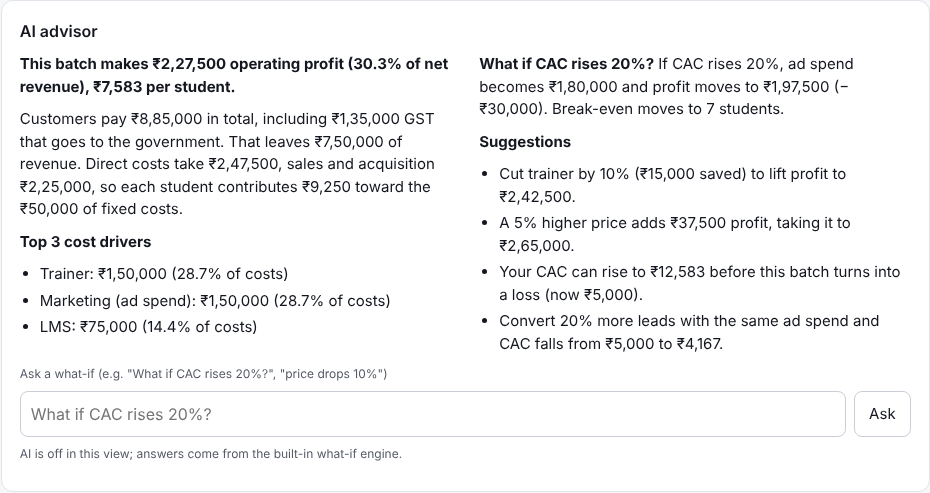 AI advisor
This batch makes ₹2,27,500 operating profit (30.3% of net
revenue), ₹7,583 per student.
Customers pay ₹8,85,000 in total, including ₹1,35,000 GST
that goes to the government. That leaves ₹7,50,000 of
revenue. Direct costs take ₹2,47,500, sales and acquisition
₹2,25,000, so each student contributes ₹9,250 toward the
₹50,000 of fixed costs.
Top 3 cost drivers
• Trainer: ₹1,50,000 (28.7% of costs)
• Marketing (ad spend): ₹1,50,000 (28.7% of costs)
• LMS: ₹75,000 (14.4% of costs)
What if CAC rises 20%? If CAC rises 20%, ad spend
becomes ₹1,80,000 and profit moves to ₹1,97,500 (−
₹30,000). Break-even moves to 7 students.
Suggestions
• Cut trainer by 10% (₹15,000 saved) to lift profit to
₹2,42,500.
• A 5% higher price adds ₹37,500 profit, taking it to
₹2,65,000.
• Your CAC can rise to ₹12,583 before this batch turns into
a loss (now ₹5,000).
• Convert 20% more leads with the same ad spend and
CAC falls from ₹5,000 to ₹4,167.
Ask a what-if (e.g. "What if CAC rises 20%?", "price drops 10%")
What if CAC rises 20%?
Ask
AI is off in this view; answers come from the built-in what-if engine.